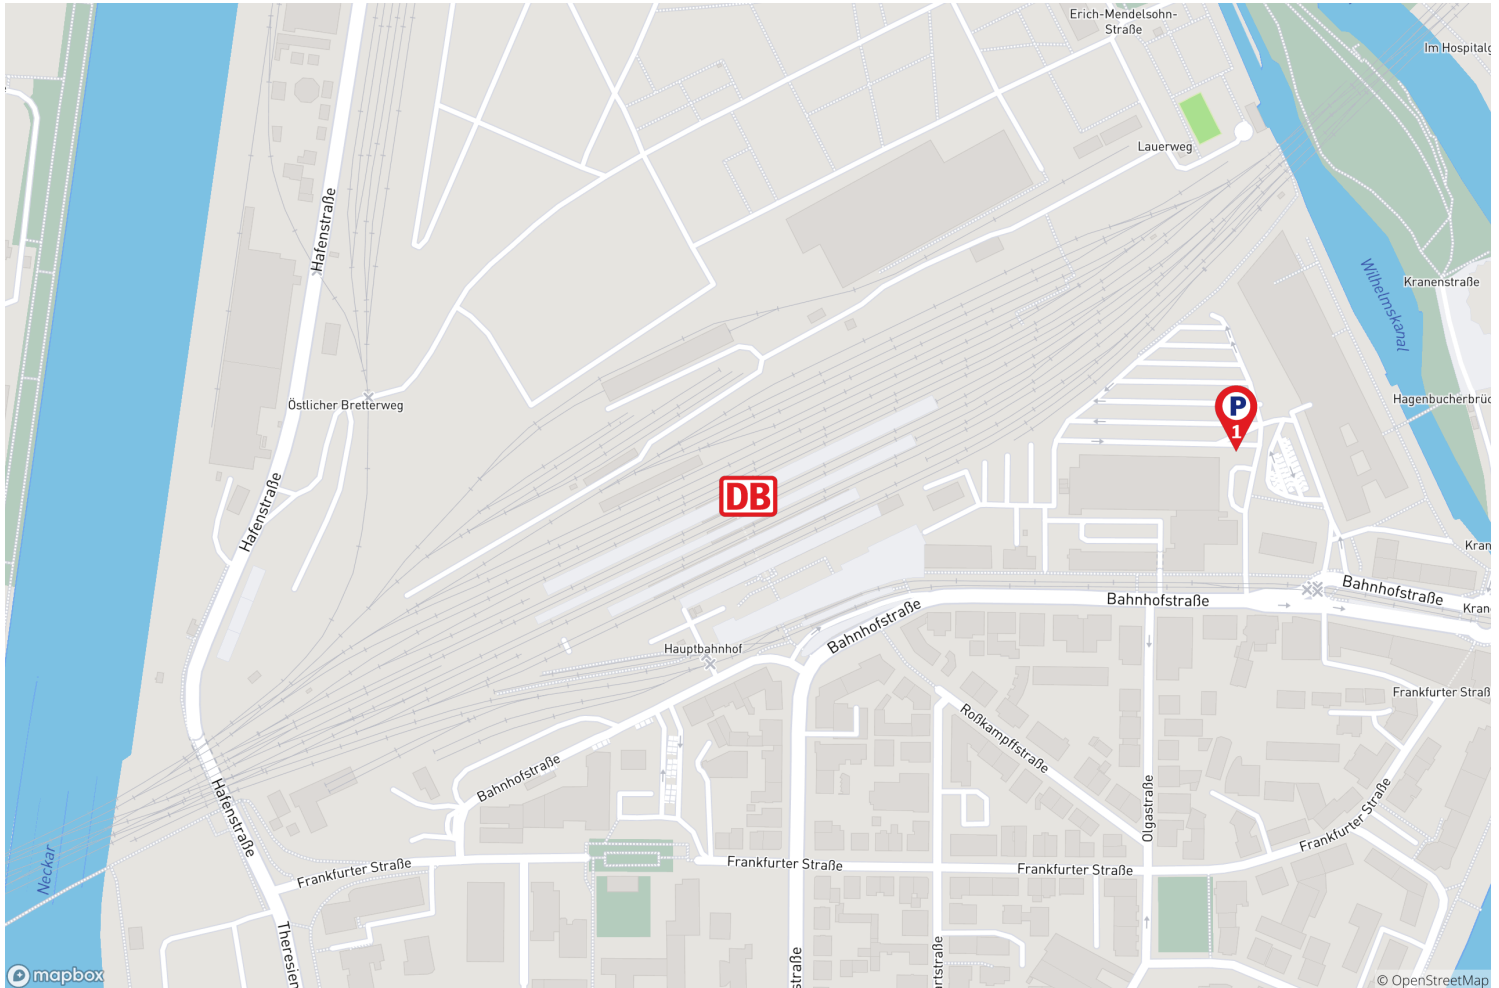 Erich-Mendelsohn-
Straße
Im Hospitalg
Lauerweg
Hafenstraße
Wilhelmskanal
Kranenstraße
Östlicher Bretterweg
Hagenbucherbrüc
P
1
DB
Hafenstraße
Kran
Bahnhofstraße
Bahnhofstraße
Kran
Bahnhofstraße
Hauptbahnhof
Frankfurter Straß
Roßkampffstraße
Bahnhofstraße
Hafenstraße
Olgastraße
Frankfurter Straße
Neckar
Frankfurter Straße
Frankfurter Straße
Frankfurter Straße
Theresien
straße
rtstraße
mapbox
© OpenStreetMap